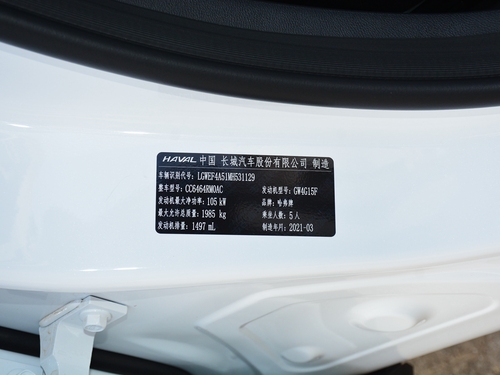 HAVAL 中国 长城汽车股份有限公司 制造
车辆识别代号: LGWEF4A51MH531129
整车型号: CC6464RM0AC 发动机型号: GW4G15F
发动机最大净功率: 105 kW 品牌: 哈弗牌
最大允许总质量: 1985 kg 乘坐人数: 5人
发动机排量: 1497 mL 制造年月: 2021-03